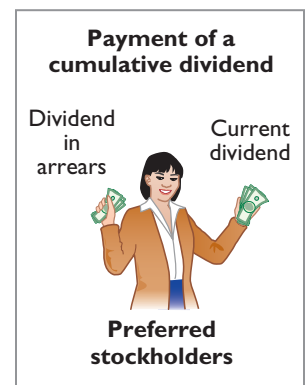 Payment of a
cumulative dividend
Dividend
in
arrears
Current
dividend
Preferred
stockholders